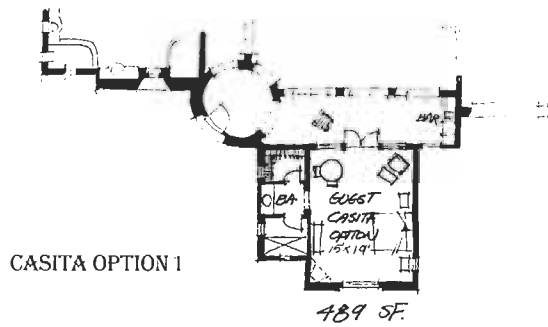 BAR
BA
GUEST
CASITA
OPTION
15'x19'
CASITA OPTION 1
489 SF.